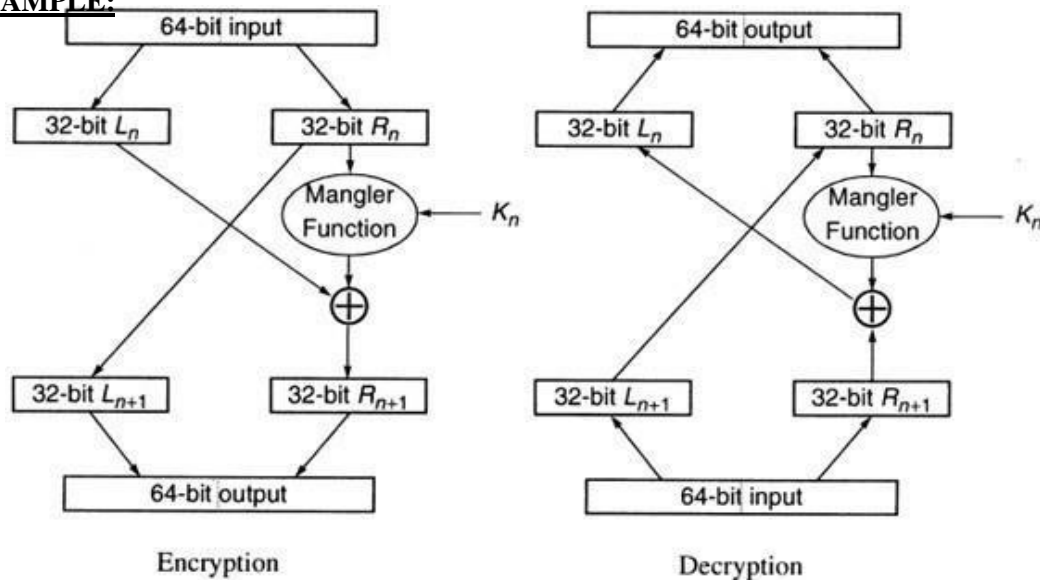 AMPLE:
64-bit input
32-bit Lₙ
32-bit Rₙ
Mangler
Function
Kₙ
32-bit Lₙ₊₁
32-bit Rₙ₊₁
64-bit output
Encryption
64-bit output
32-bit Lₙ
32-bit Rₙ
Mangler
Function
Kₙ
32-bit Lₙ₊₁
32-bit Rₙ₊₁
64-bit input
Decryption